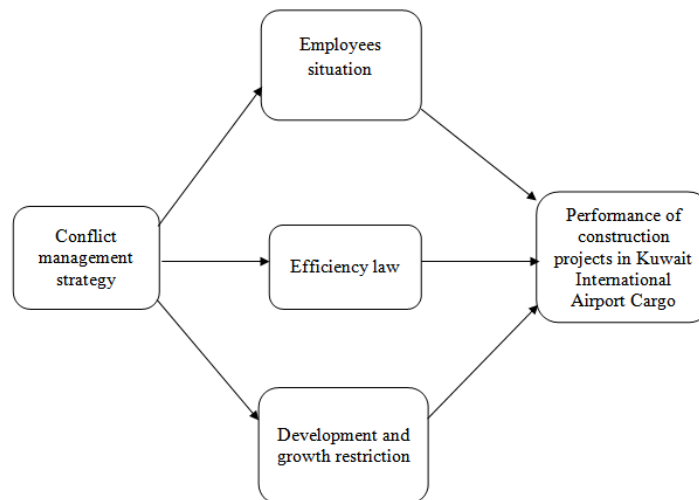 Employees
situation
Conflict
management
strategy
Efficiency law
Performance of
construction
projects in Kuwait
International
Airport Cargo
Development and
growth restriction